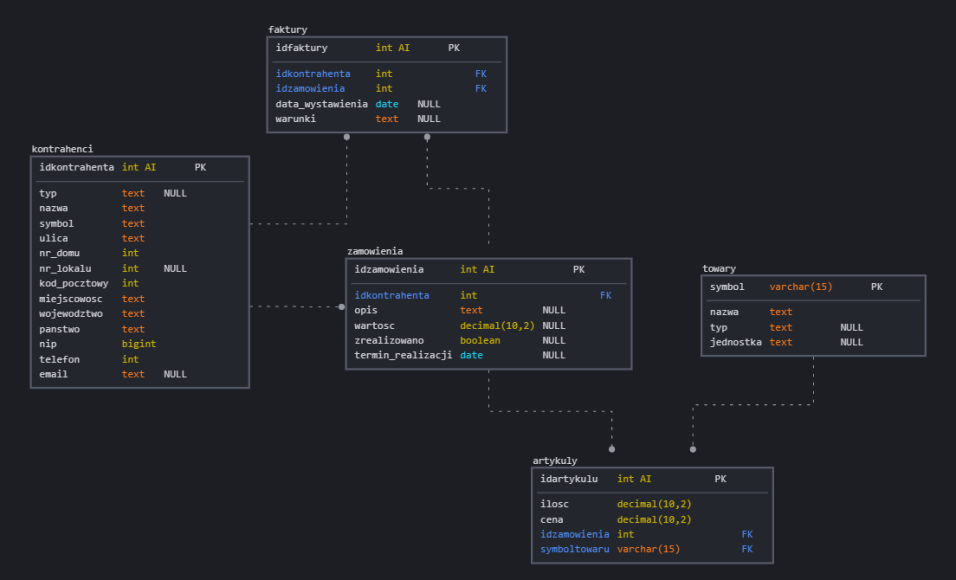 faktury
idfaktury int AI PK
idkontrahenta int FK
idzamowienia int FK
data_wystawienia date NULL
warunki text NULL
kontrahenci
idkontrahenta int AI PK
typ text NULL
nazwa text
symbol text
ulica text
nr_domu int
nr_lokalu int NULL
kod_pocztowy int
miejscowosc text
wojewodztwo text
panstwo text
nip bigint
telefon int
email text NULL
zamowienia
idzamowienia int AI PK
idkontrahenta int FK
opis text NULL
wartosc decimal(10,2) NULL
zrealizowano boolean NULL
termin_realizacji date NULL
towary
symbol varchar(15) PK
nazwa text
typ text NULL
jednostka text NULL
artykuly
idartykulu int AI PK
ilosc decimal(10,2)
cena decimal(10,2)
idzamowienia int FK
symboltowaru varchar(15) FK